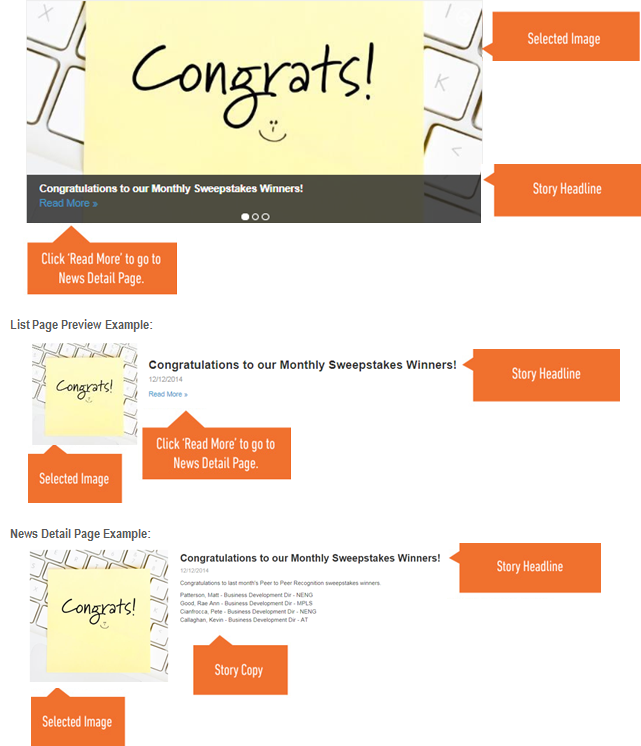 Congrats!
Selected Image
Congratulations to our Monthly Sweepstakes Winners!
Read More »
Story Headline
Click 'Read More' to go to
News Detail Page.
List Page Preview Example:
Congrats!
Congratulations to our Monthly Sweepstakes Winners!
12/12/2014
Read More »
Story Headline
Click 'Read More' to go to
News Detail Page.
Selected Image
News Detail Page Example:
Congrats!
Congratulations to our Monthly Sweepstakes Winners!
12/12/2014
Congratulations to last month's Peer to Peer Recognition sweepstakes winners.
Patterson, Matt - Business Development Dir - NENG
Good, Rae Ann - Business Development Dir - MPLS
Cianfrocca, Pete - Business Development Dir - NENG
Callaghan, Kevin - Business Development Dir - AT
Story Headline
Story Copy
Selected Image